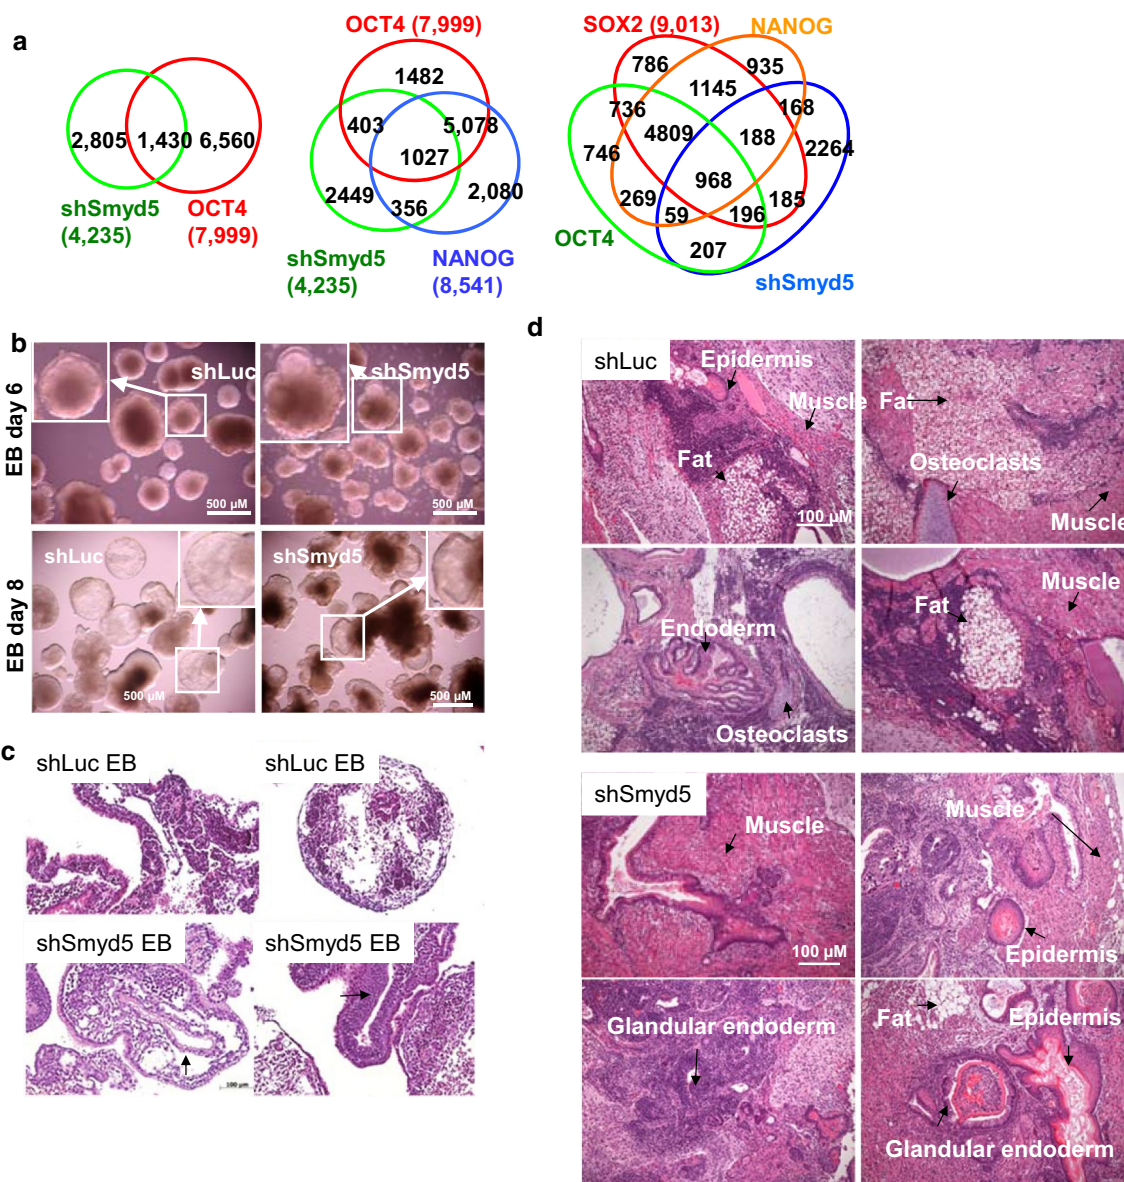 a
2,805
1,430
6,560
shSmyd5
(4,235)
OCT4
(7,999)
OCT4 (7,999)
1482
403
5,078
1027
2449
356
2,080
shSmyd5
(4,235)
NANOG
(8,541)
SOX2 (9,013)
NANOG
786
935
1145
736
168
4809
188
746
2264
968
269
185
59
196
207
OCT4
shSmyd5
b
EB day 6
shLuc
500 µM
shSmyd5
500 µM
EB day 8
shLuc
500 µM
shSmyd5
500 µM
c
shLuc EB
shLuc EB
shSmyd5 EB
100 µm
shSmyd5 EB
d
shLuc
Epidermis
Muscle
Fat
100 µM
Fat
Osteoclasts
Muscle
Endoderm
Osteoclasts
Muscle
Fat
shSmyd5
Muscle
100 µM
Muscle
Epidermis
Glandular endoderm
Fat
Epidermis
Glandular endoderm